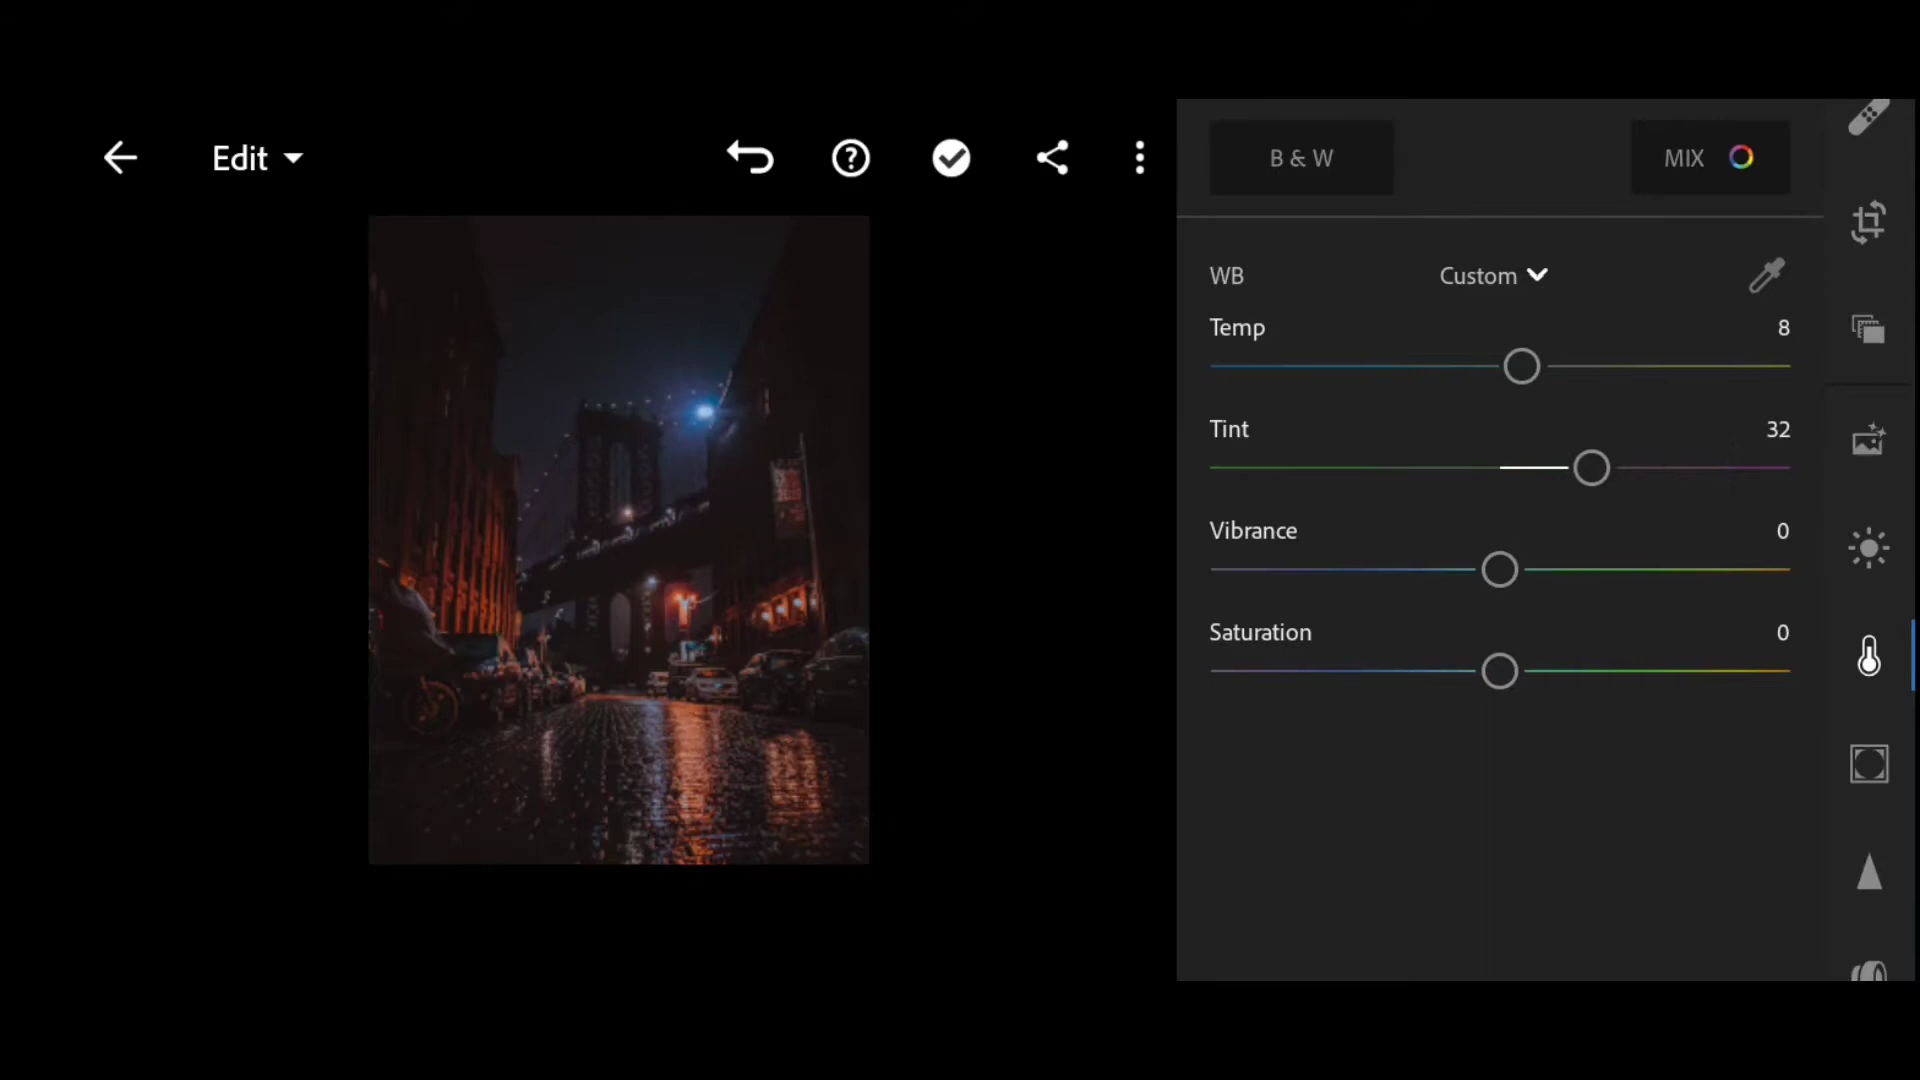 Edit
B & W
MIX
WB
Custom
Temp
8
Tint
32
Vibrance
0
Saturation
0